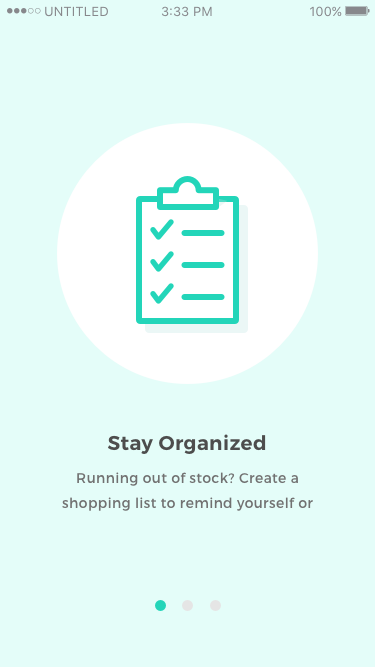 UNTITLED 3:33 PM 100%
Stay Organized
Running out of stock? Create a
shopping list to remind yourself or